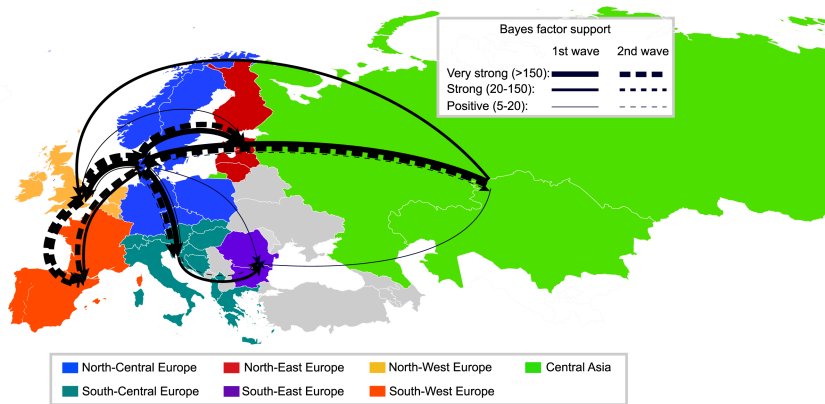 Bayes factor support
1st wave 2nd wave
Very strong (>150):
Strong (20-150):
Positive (5-20):
North-Central Europe North-East Europe North-West Europe Central Asia
South-Central Europe South-East Europe South-West Europe